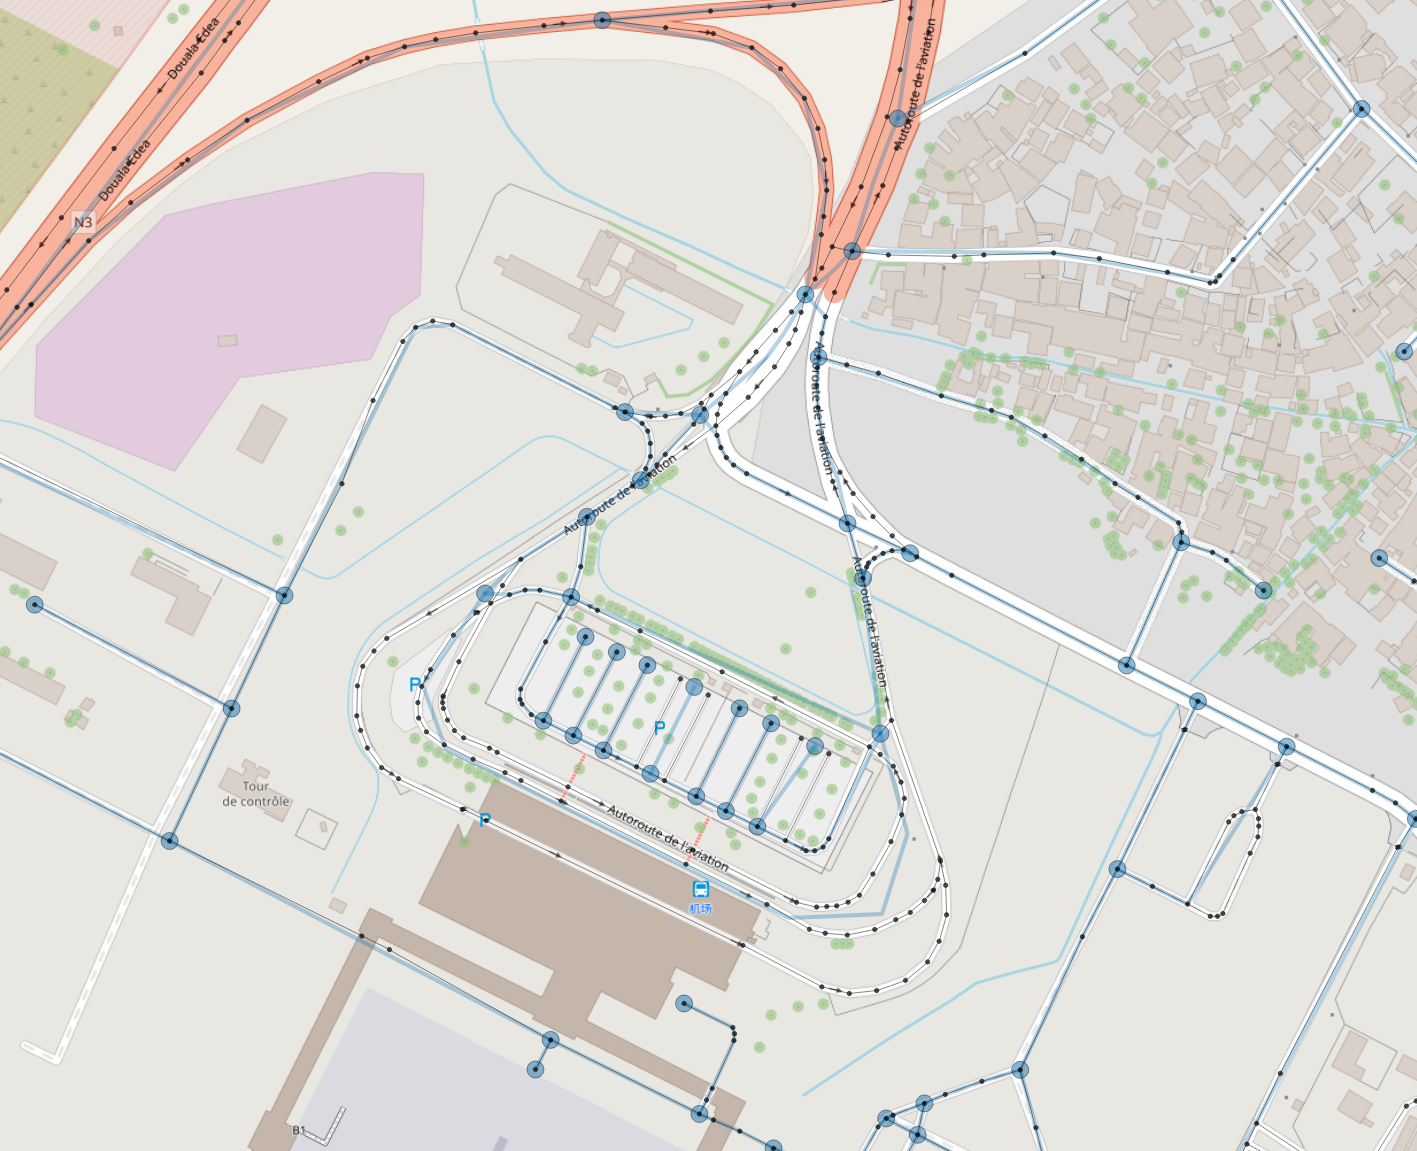 Douala-Edea
Autoroute de l'aviation
Douala-Edea
N3
Autoroute de l'aviation
Autoroute de l'aviation
Autoroute de l'aviation
P
P
Tour
de contrôle
P
Autoroute de l'aviation
机场
B1